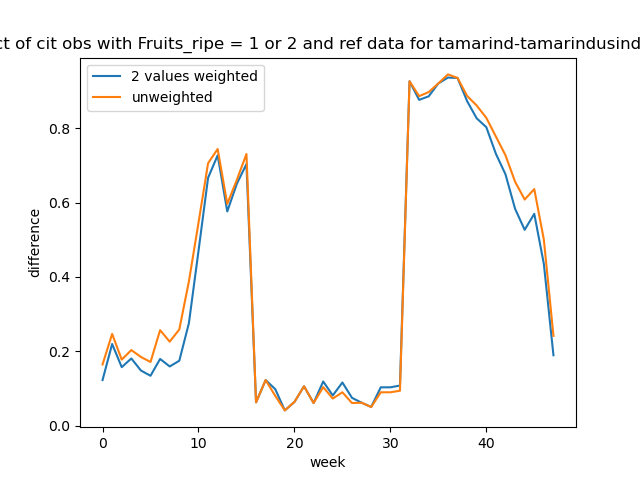 ct of cit obs with Fruits_ripe = 1 or 2 and ref data for tamarind-tamarindusind
2 values weighted
unweighted
0.8
0.6
0.4
0.2
0.0
difference
0
10
20
30
40
week